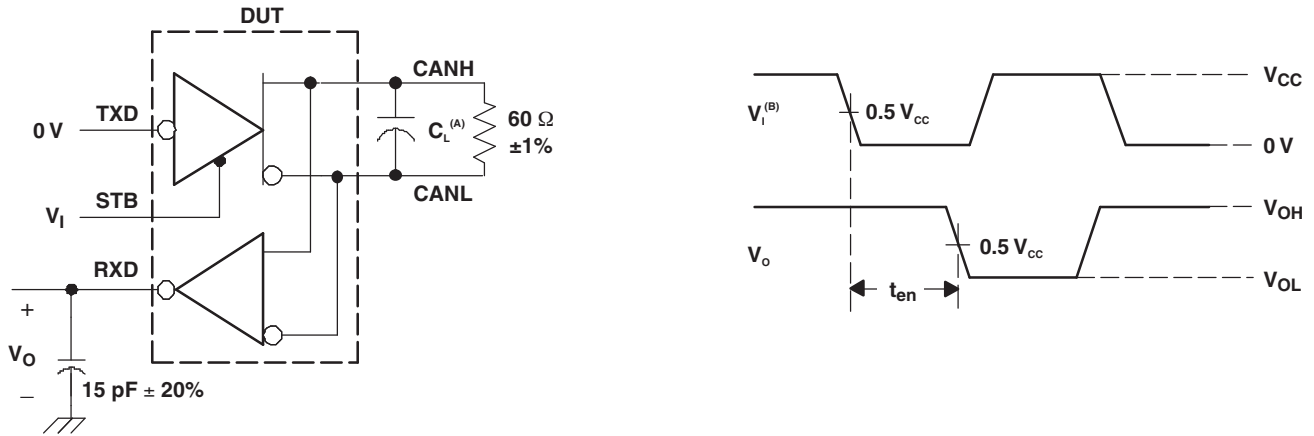 DUT
TXD
0 V
STB
V_I
RXD
+
V_O
–
15 pF ± 20%
CANH
C_L^(A)
60 Ω
±1%
CANL
V_I^(B)
0.5 V_CC
V_CC
0 V
V_O
0.5 V_CC
t_en
V_OH
V_OL